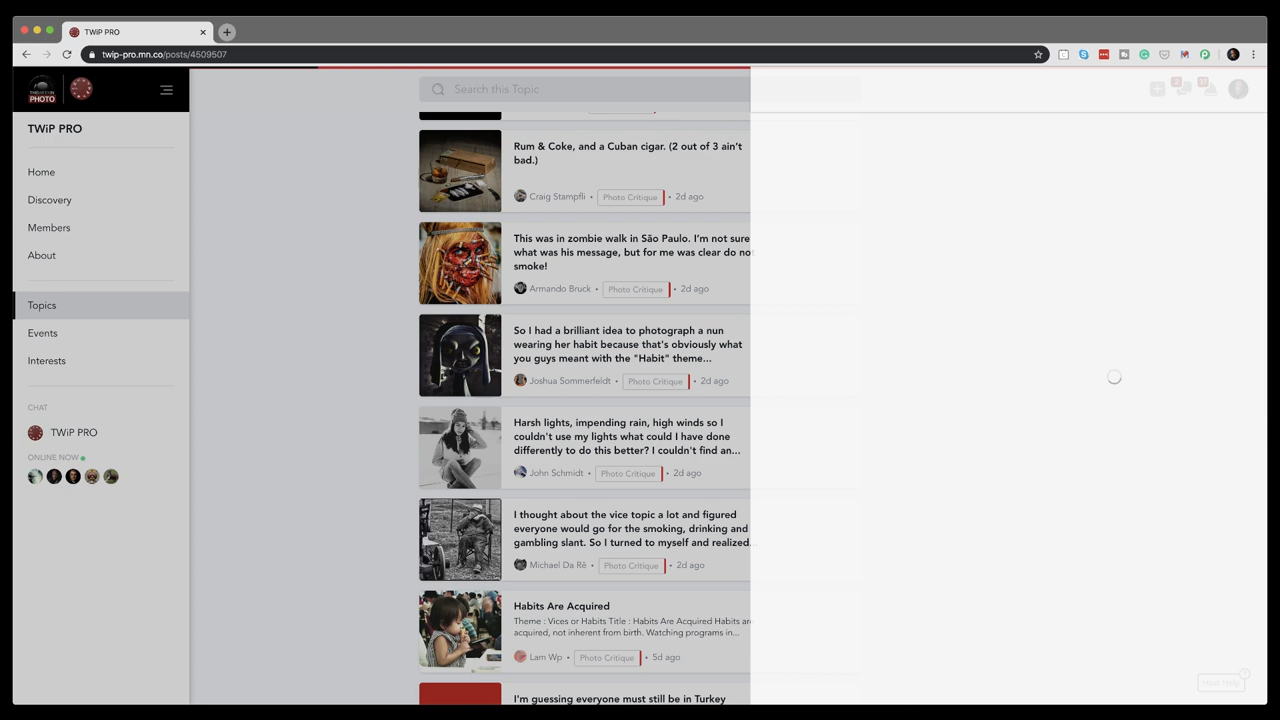 TWiP PRO
twip-pro.mn.co/posts/4509507
PHOTO
TWiP PRO
Home
Discovery
Members
About
Topics
Events
Interests
CHAT
TWiP PRO
ONLINE NOW
Search this Topic
Rum & Coke, and a Cuban cigar. (2 out of 3 ain't
bad.)
Craig Stampfli • Photo Critique • 2d ago
This was in zombie walk in São Paulo. I'm not sure
what was his message, but for me was clear do not
smoke!
Armando Bruck • Photo Critique • 2d ago
So I had a brilliant idea to photograph a nun
wearing her habit because that's obviously what
you guys meant with the "Habit" theme...
Joshua Sommerfeldt • Photo Critique • 2d ago
Harsh lights, impending rain, high winds so I
couldn't use my lights what could I have done
differently to do this better? I couldn't find an...
John Schmidt • Photo Critique • 2d ago
I thought about the vice topic a lot and figured
everyone would go for the smoking, drinking and
gambling slant. So I turned to myself and realized...
Michael Da Rè • Photo Critique • 2d ago
Habits Are Acquired
Theme : Vices or Habits Title : Habits Are Acquired Habits are
acquired, not inherent from birth. Watching programs in...
Lam Wp • Photo Critique • 5d ago
I'm guessing everyone must still be in Turkey
Host Help